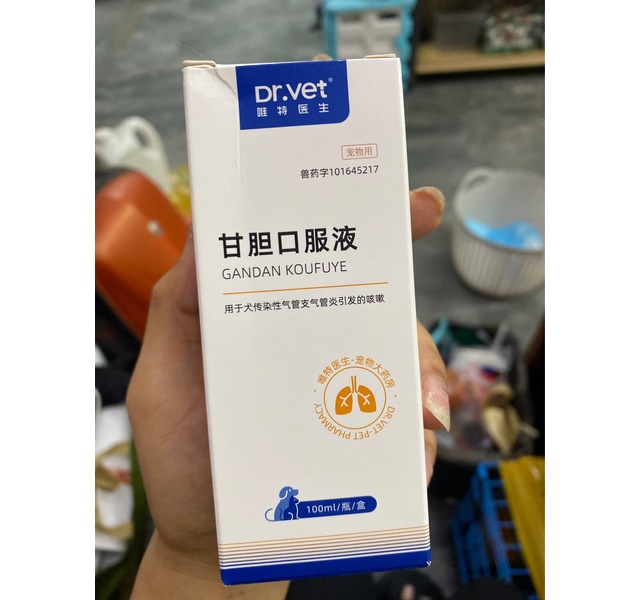 Dr.vet®
唯特医生
宠物用
兽药字101645217
甘胆口服液
GANDAN KOUFUYE
用于犬传染性气管支气管炎引发的咳嗽
唯特医生-宠物大药房
DR.VET-PET PHARMACY
100ml/瓶/盒